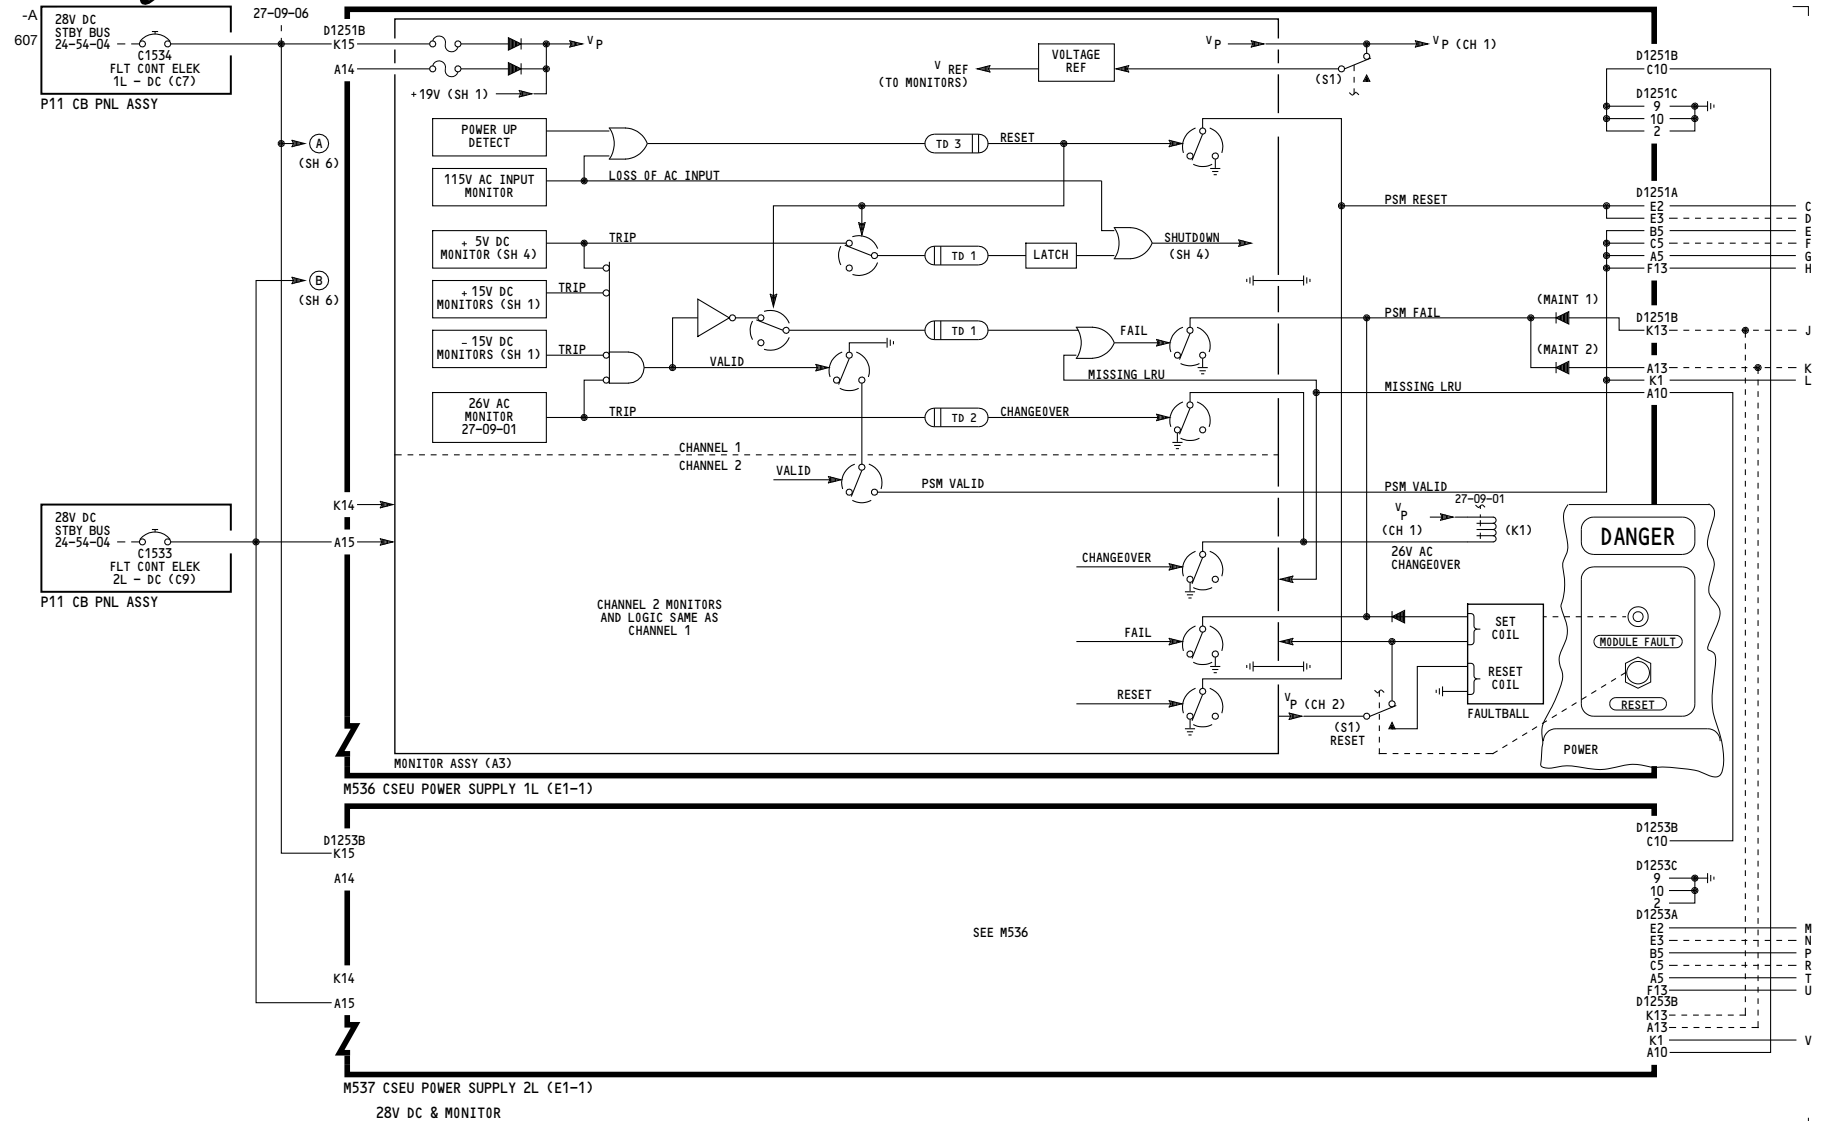 -A
607
28V DC
STBY BUS
24-54-04
C1534
FLT CONT ELEK
1L - DC (C7)
P11 CB PNL ASSY
27-09-06
D1251B
K15
A14
A
(SH 6)
B
(SH 6)
28V DC
STBY BUS
24-54-04
C1533
FLT CONT ELEK
2L - DC (C9)
P11 CB PNL ASSY
K14
A15
VP
+19V (SH 1)
VP
VP (CH 1)
V REF
(TO MONITORS)
VOLTAGE
REF
(S1)
POWER UP
DETECT
TD 3
RESET
115V AC INPUT
MONITOR
LOSS OF AC INPUT
+ 5V DC
MONITOR (SH 4)
TRIP
TD 1
LATCH
SHUTDOWN
(SH 4)
+ 15V DC
MONITORS (SH 1)
TRIP
- 15V DC
MONITORS (SH 1)
TRIP
VALID
TD 1
FAIL
MISSING LRU
26V AC
MONITOR
27-09-01
TRIP
TD 2
CHANGEOVER
CHANNEL 1
CHANNEL 2
VALID
PSM VALID
CHANNEL 2 MONITORS
AND LOGIC SAME AS
CHANNEL 1
CHANGEOVER
FAIL
RESET
MONITOR ASSY (A3)
PSM RESET
PSM FAIL
(MAINT 1)
(MAINT 2)
MISSING LRU
PSM VALID
27-09-01
VP
(CH 1)
(K1)
26V AC
CHANGEOVER
SET
COIL
RESET
COIL
FAULTBALL
VP (CH 2)
(S1)
RESET
DANGER
MODULE FAULT
RESET
POWER
D1251B
C10
D1251C
9
10
2
D1251A
E2 C
E3 D
B5 E
C5 F
A5 G
F13 H
D1251B
K13 J
A13 K
K1 L
A10
M536 CSEU POWER SUPPLY 1L (E1-1)
D1253B
K15
A14
K14
A15
SEE M536
D1253B
C10
D1253C
9
10
2
D1253A
E2 M
E3 N
B5 P
C5 R
A5 T
F13 U
D1253B
K13
A13
K1 V
A10
M537 CSEU POWER SUPPLY 2L (E1-1)
28V DC & MONITOR